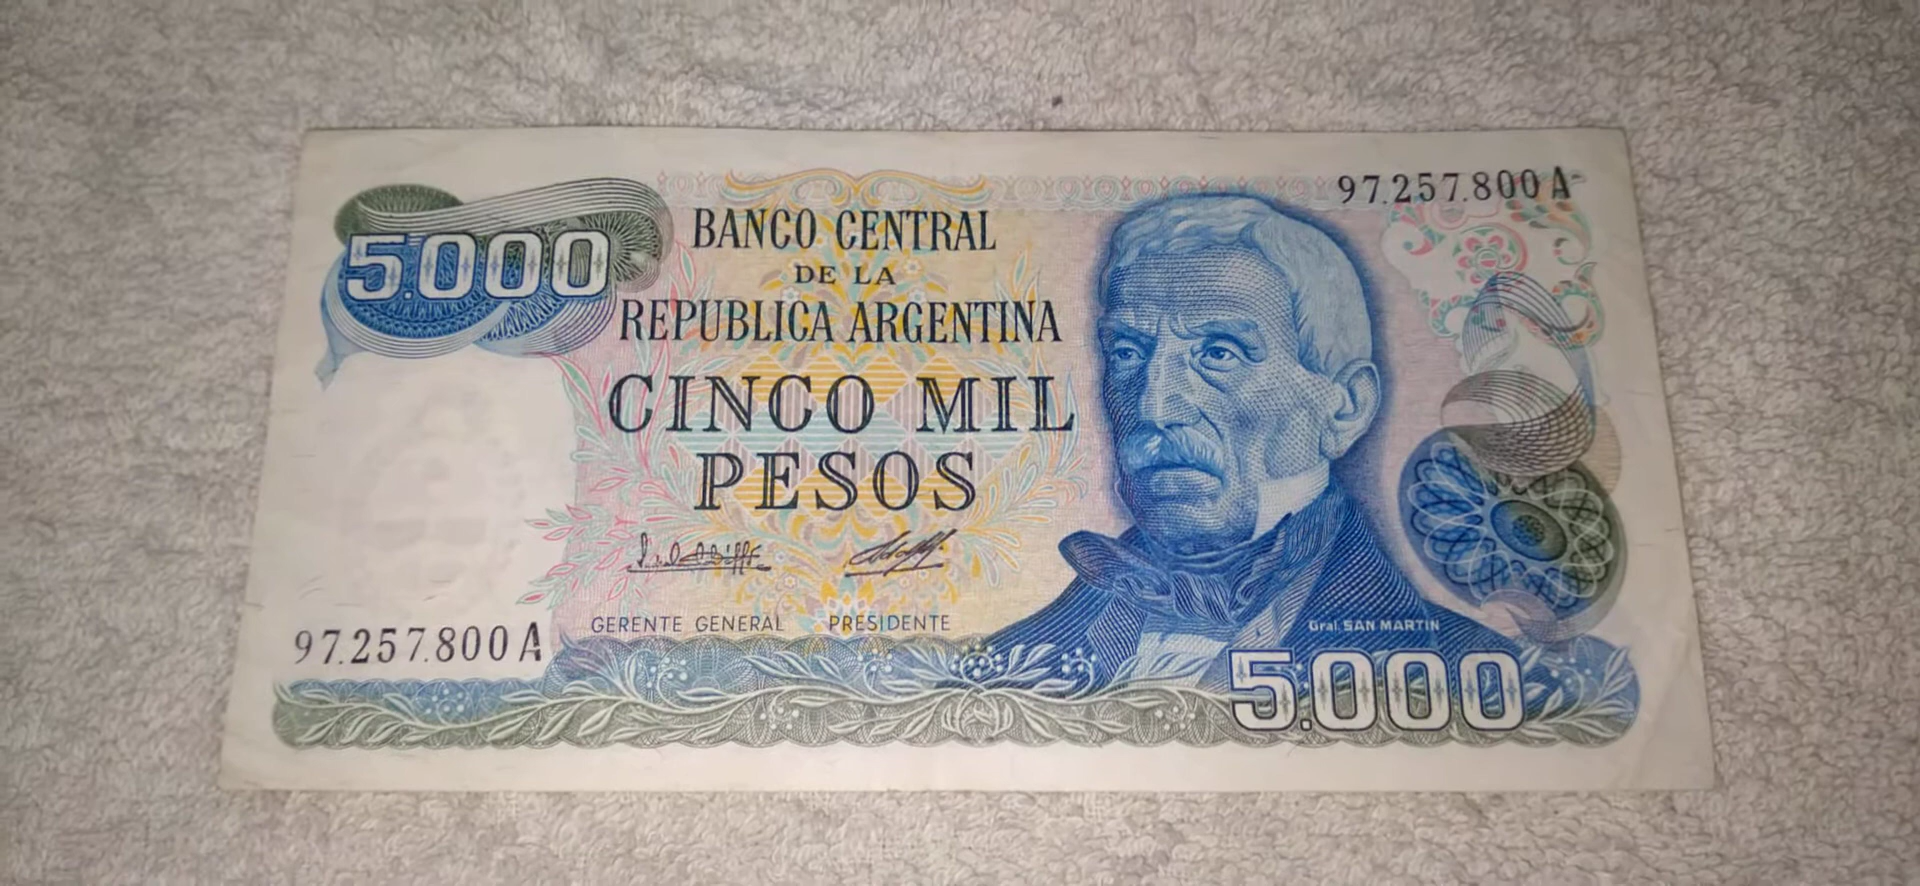 97.257.800 A
5.000
BANCO CENTRAL
DE LA
REPUBLICA ARGENTINA
CINCO MIL
PESOS
GERENTE GENERAL PRESIDENTE
Gral. SAN MARTIN
97.257.800 A
5.000